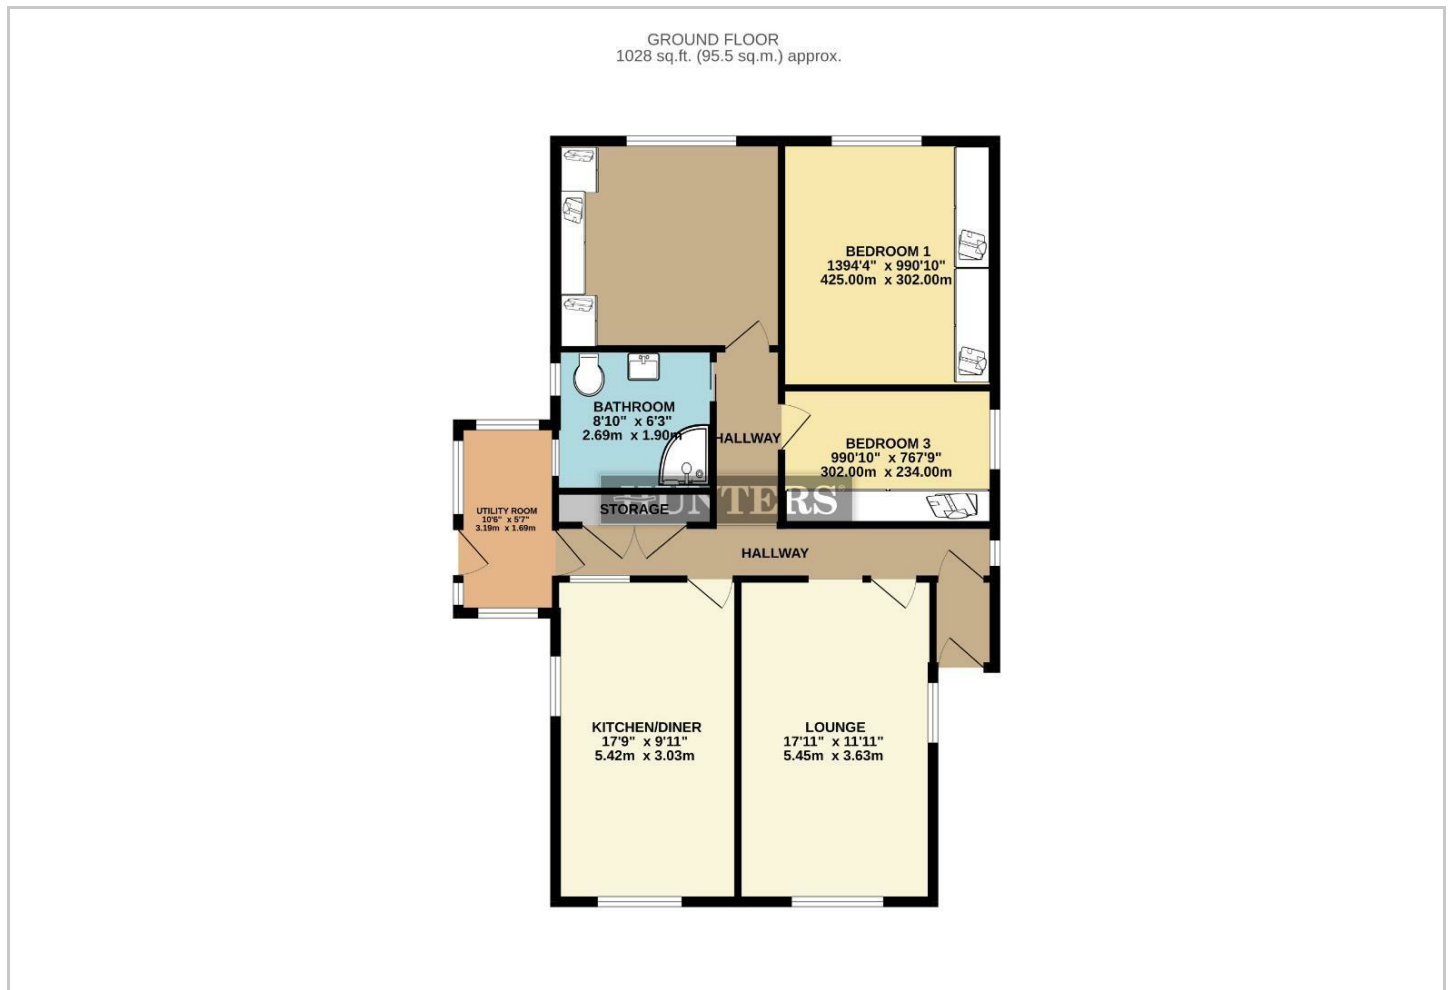 GROUND FLOOR
1028 sq.ft. (95.5 sq.m.) approx.
BEDROOM 1
1394'4" x 990'10"
425.00m x 302.00m
BATHROOM
8'10" x 6'3"
2.69m x 1.90m
HALLWAY
BEDROOM 3
990'10" x 767'9"
302.00m x 234.00m
HUNTERS
STORAGE
UTILITY ROOM
10'6" x 5'7"
3.19m x 1.69m
HALLWAY
KITCHEN/DINER
17'9" x 9'11"
5.42m x 3.03m
LOUNGE
17'11" x 11'11"
5.45m x 3.63m